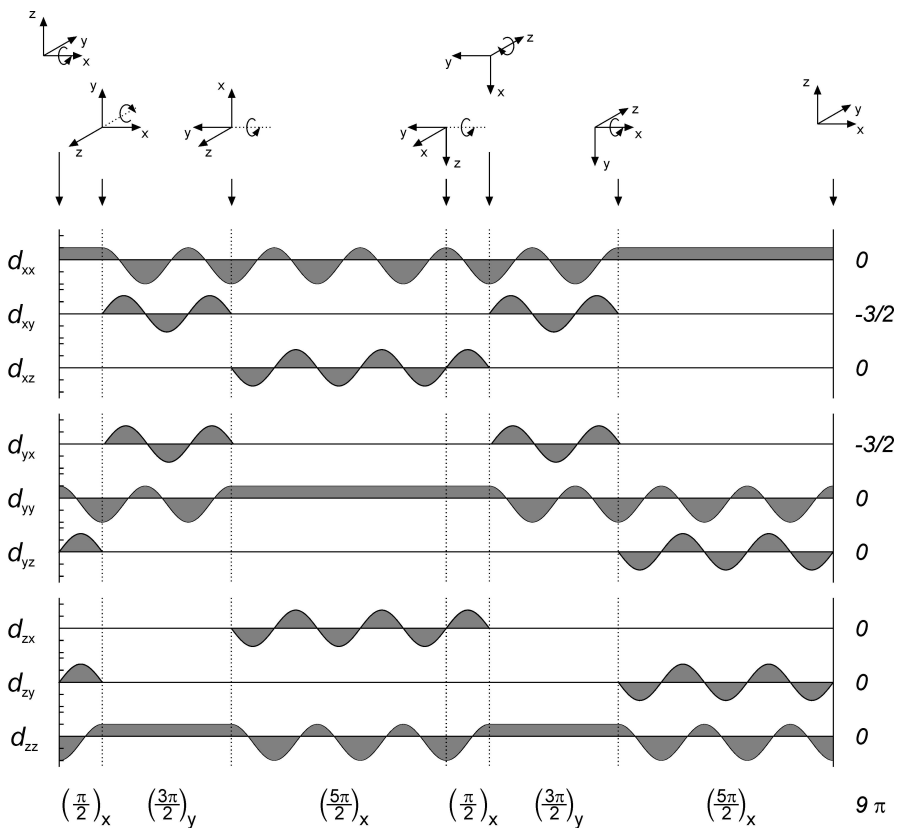 z
y
x
z
y
x
y
x
z
x
y
z
y
x
z
z
x
y
z
y
x
d_xx 0
d_xy -3/2
d_xz 0
d_yx -3/2
d_yy 0
d_yz 0
d_zx 0
d_zy 0
d_zz 0
(π/2)_x (3π/2)_y (5π/2)_x (π/2)_x (3π/2)_y (5π/2)_x 9 π